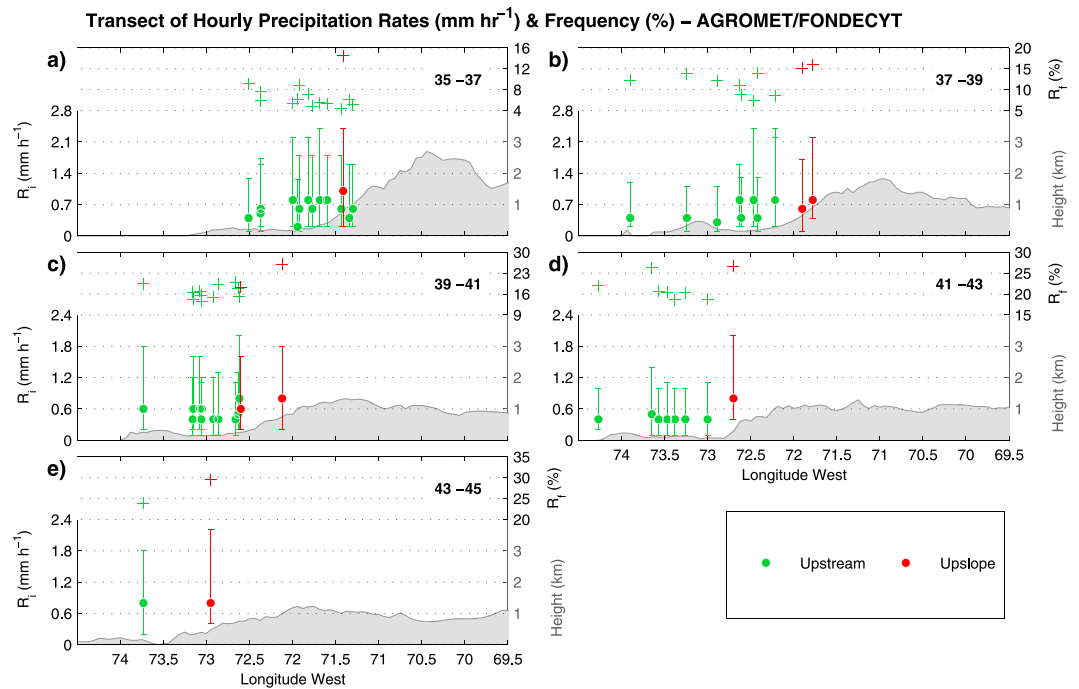 Transect of Hourly Precipitation Rates (mm hr⁻¹) & Frequency (%) − AGROMET/FONDECYT
a)
35 −37
16
12
8
4
2.8
2.1
1.4
0.7
0
3
2
1
R_i (mm h⁻¹)
b)
37 −39
20
15
10
5
R_f (%)
2.8
2.1
1.4
0.7
0
3
2
1
R_i (mm h⁻¹)
Height (km)
c)
39 −41
30
23
16
9
2.4
1.8
1.2
0.6
0
3
2
1
R_i (mm h⁻¹)
d)
41 −43
30
25
20
15
R_f (%)
2.4
1.8
1.2
0.6
0
3
2
1
Height (km)
74 73.5 73 72.5 72 71.5 71 70.5 70 69.5
Longitude West
e)
43 −45
35
30
25
20
R_f (%)
2.4
1.8
1.2
0.6
0
3
2
1
R_i (mm h⁻¹)
Height (km)
74 73.5 73 72.5 72 71.5 71 70.5 70 69.5
Longitude West
Upstream
Upslope